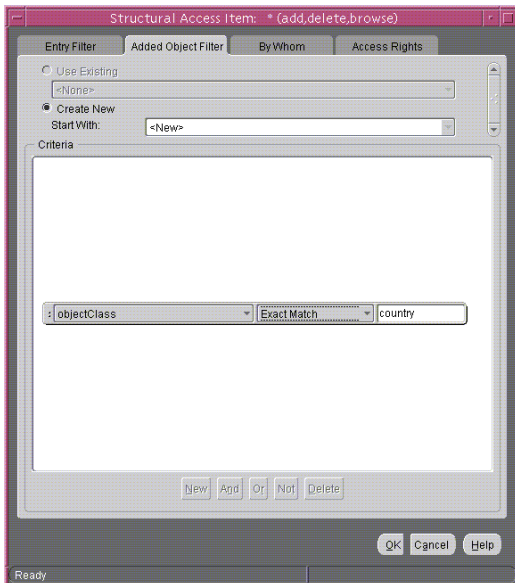 Structural Access Item: * (add,delete,browse)
Entry Filter Added Object Filter By Whom Access Rights
Use Existing
<None>
Create New
Start With: <New>
Criteria
: objectClass Exact Match country
New And Or Not Delete
OK Cancel Help
Ready